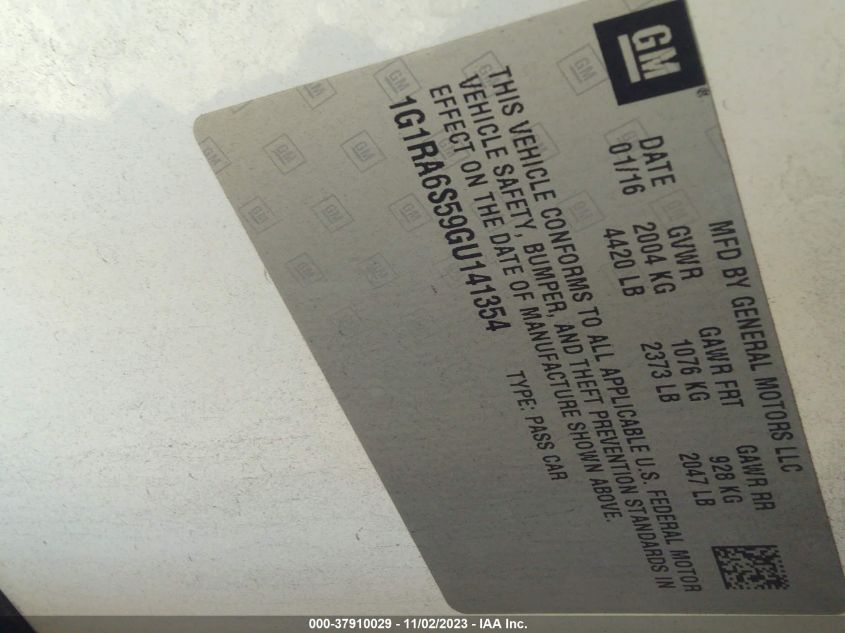 GM®
MFD BY GENERAL MOTORS LLC
DATE GVWR GAWR FRT GAWR RR
01/16 2004 KG 1076 KG 928 KG
4420 LB 2373 LB 2047 LB
THIS VEHICLE CONFORMS TO ALL APPLICABLE U.S. FEDERAL MOTOR
VEHICLE SAFETY, BUMPER, AND THEFT PREVENTION STANDARDS IN
EFFECT ON THE DATE OF MANUFACTURE SHOWN ABOVE.
1G1RA6S59GU141354 TYPE: PASS CAR
000-37910029 - 11/02/2023 - IAA Inc.